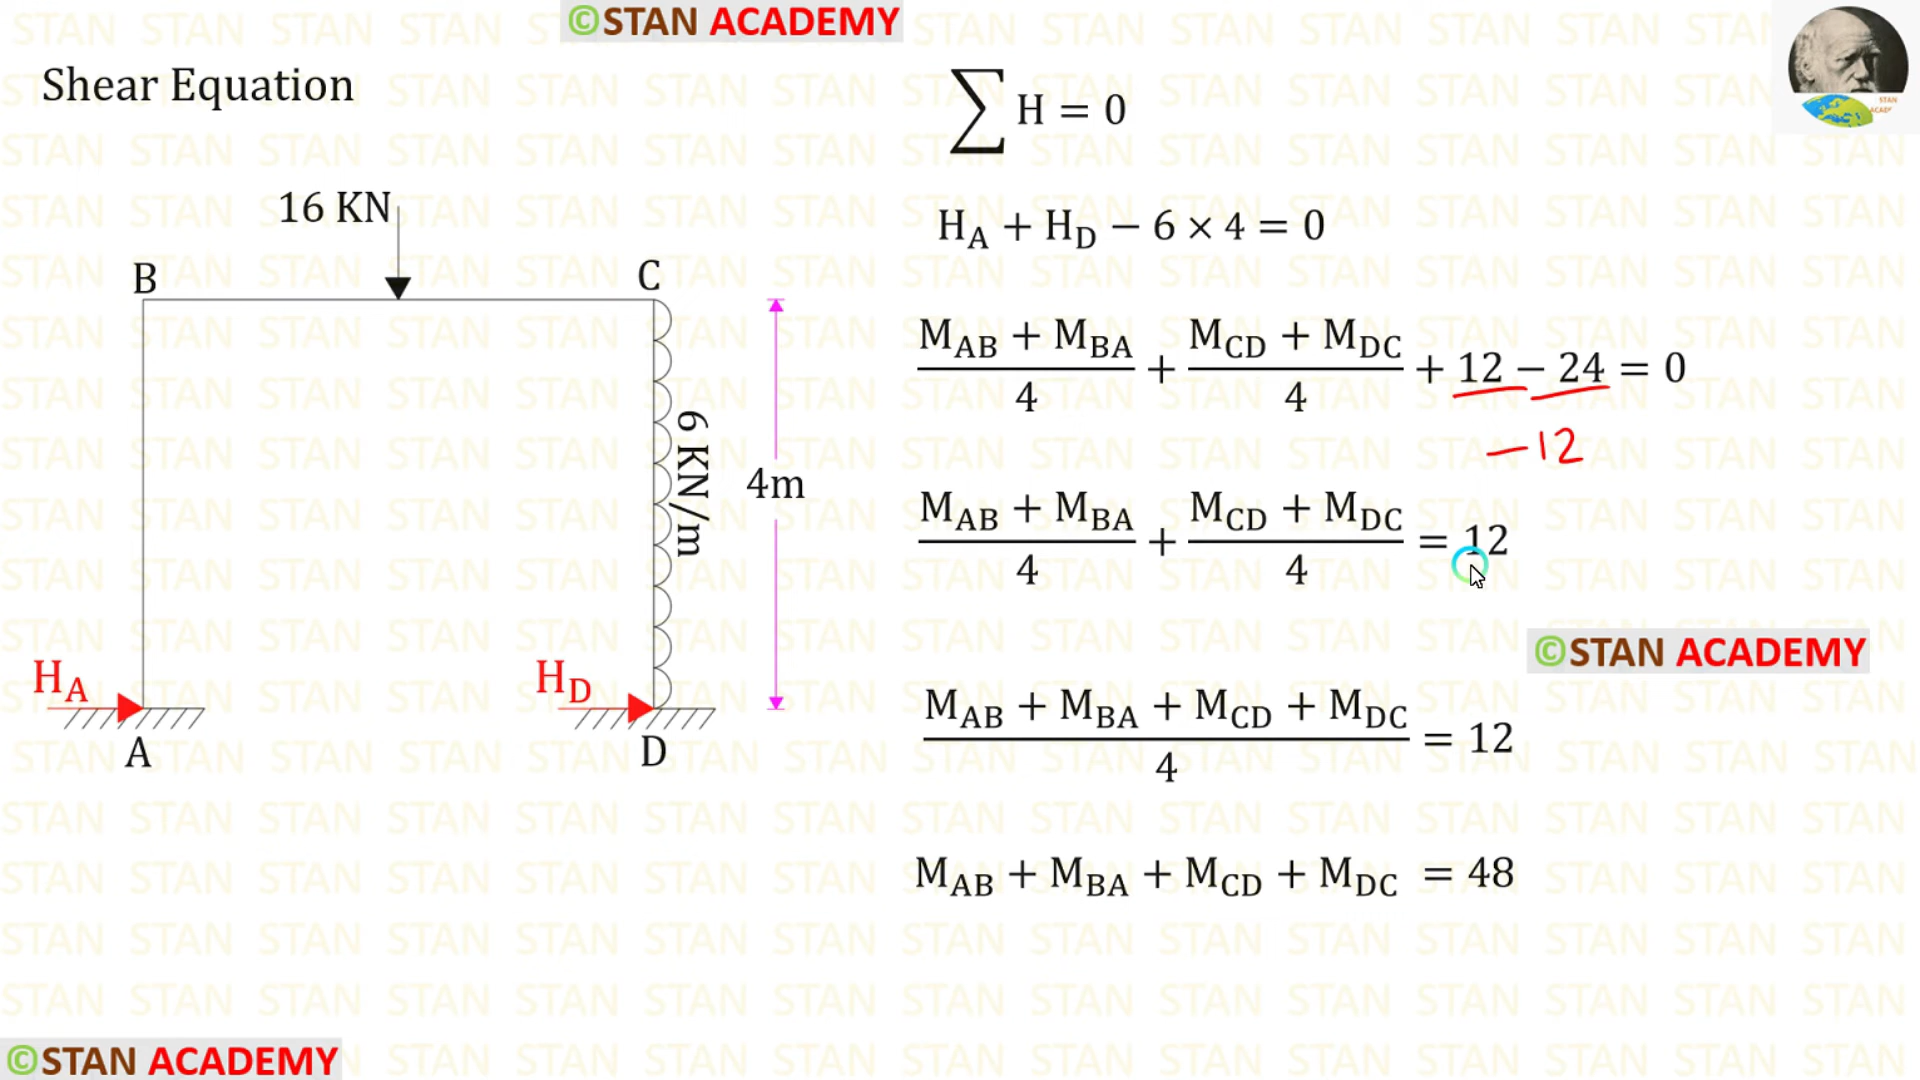 ©STAN ACADEMY
Shear Equation
∑ H = 0
STAN ACADEMY
16 KN
H_A + H_D − 6 × 4 = 0
B
C
(M_AB + M_BA)/4 + (M_CD + M_DC)/4 + 12 − 24 = 0
−12
6 KN/m
4m
(M_AB + M_BA)/4 + (M_CD + M_DC)/4 = 12
©STAN ACADEMY
H_A
H_D
A
D
(M_AB + M_BA + M_CD + M_DC)/4 = 12
M_AB + M_BA + M_CD + M_DC = 48
©STAN ACADEMY